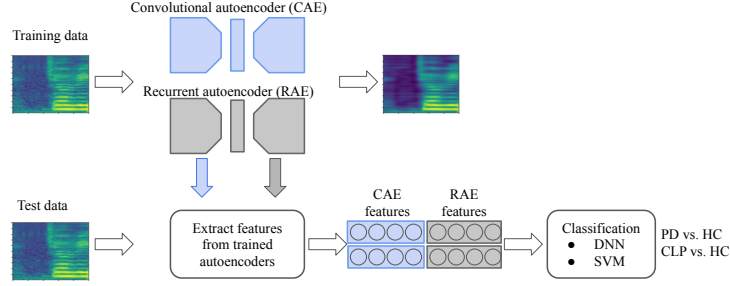 Convolutional autoencoder (CAE)
Training data
Recurrent autoencoder (RAE)
Test data
Extract features
from trained
autoencoders
CAE
features
RAE
features
Classification
● DNN
● SVM
PD vs. HC
CLP vs. HC